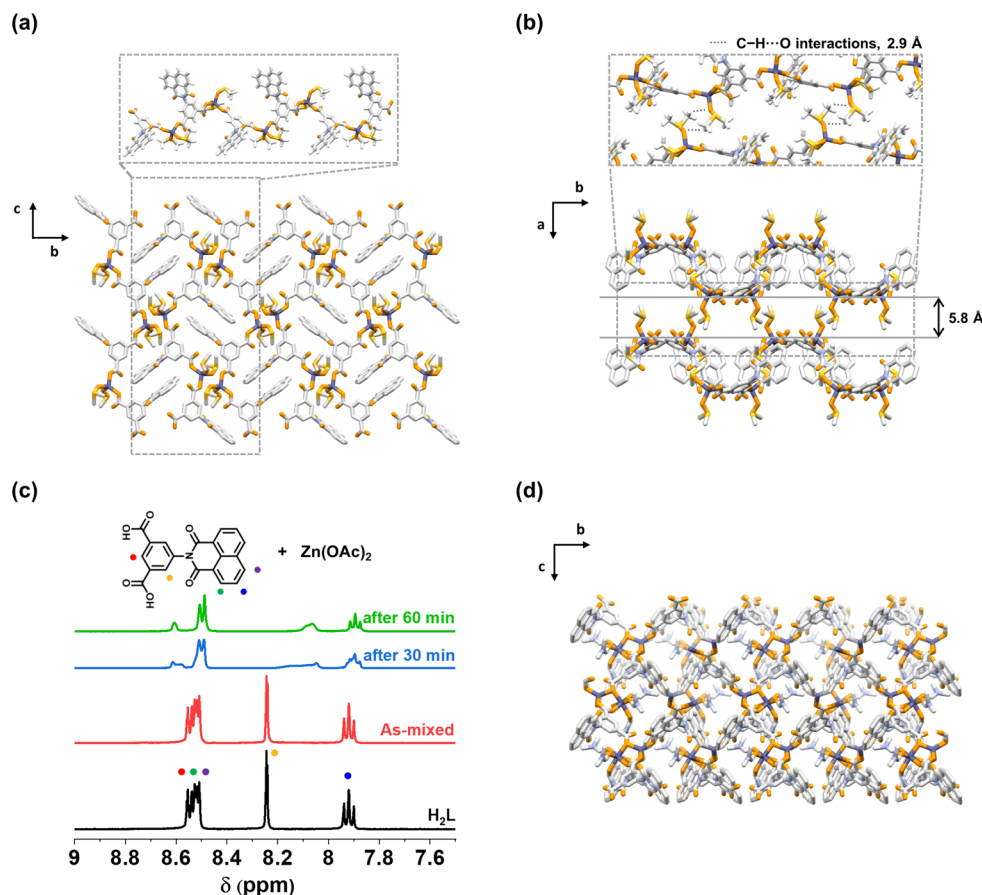 (a)
(b)
C−H···O interactions, 2.9 Å
c
b
b
a
5.8 Å
(c)
(d)
HO
O
O
N
O
O
OH
+ Zn(OAc)₂
after 60 min
after 30 min
As-mixed
H₂L
9 8.8 8.6 8.4 8.2 8 7.8 7.6
δ (ppm)
b
c